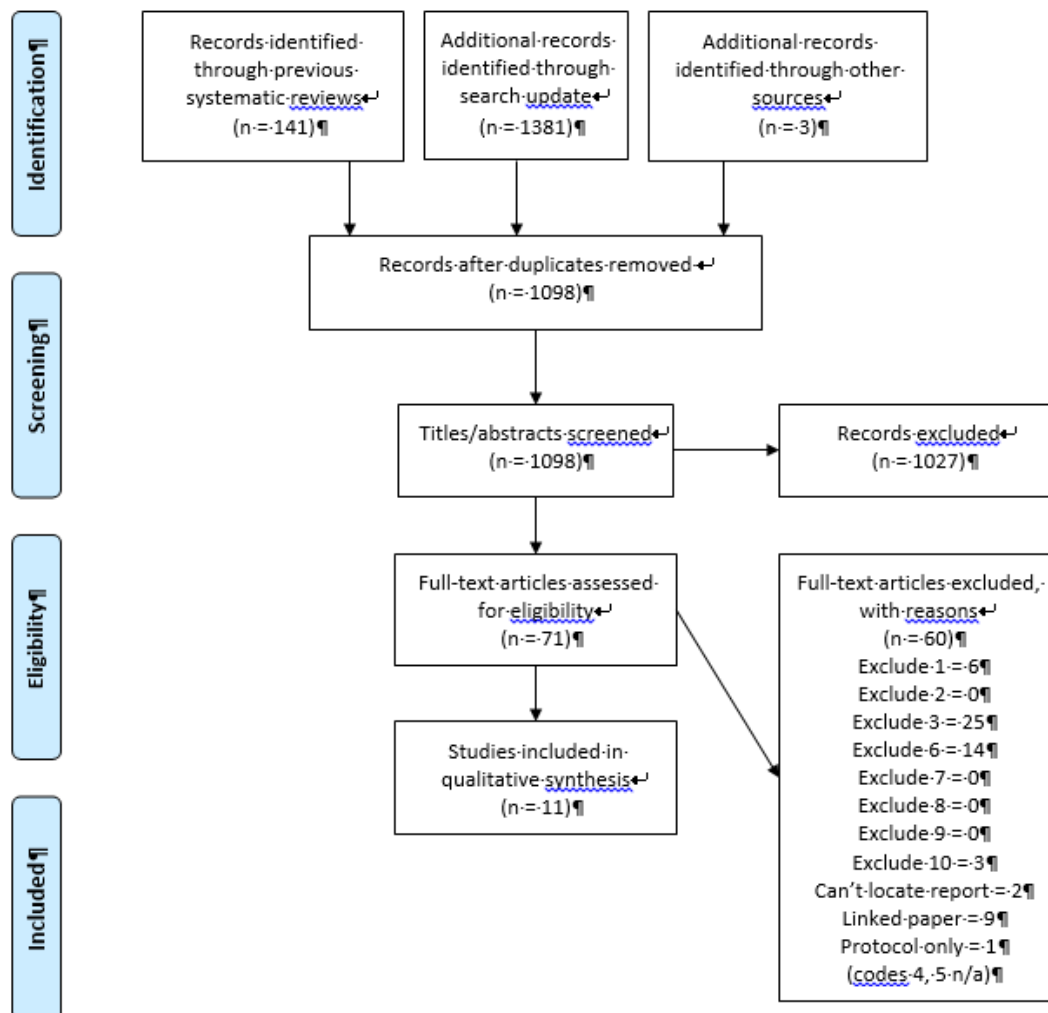 Identification¶
Records·identified·
through·previous·
systematic·reviews↵
(n·=·141)¶
Additional·records·
identified·through·
search·update↵
(n·=·1381)¶
Additional·records·
identified·through·other·
sources↵
(n·=·3)¶
Records·after·duplicates·removed·↵
(n·=·1098)¶
Screening¶
Titles/abstracts·screened↵
(n·=·1098)¶
Records·excluded↵
(n·=·1027)¶
Eligibility¶
Full-text·articles·assessed·
for·eligibility↵
(n·=·71)¶
Full-text·articles·excluded,·
with·reasons↵
(n·=·60)¶
Exclude·1·=·6¶
Exclude·2·=·0¶
Exclude·3·=·25¶
Exclude·6·=·14¶
Exclude·7·=·0¶
Exclude·8·=·0¶
Exclude·9·=·0¶
Exclude·10·=·3¶
Can't·locate·report·=·2¶
Linked·paper·=·9¶
Protocol·only·=·1¶
(codes·4,·5·n/a)¶
Studies·included·in·
qualitative·synthesis↵
(n·=·11)¶
Included¶